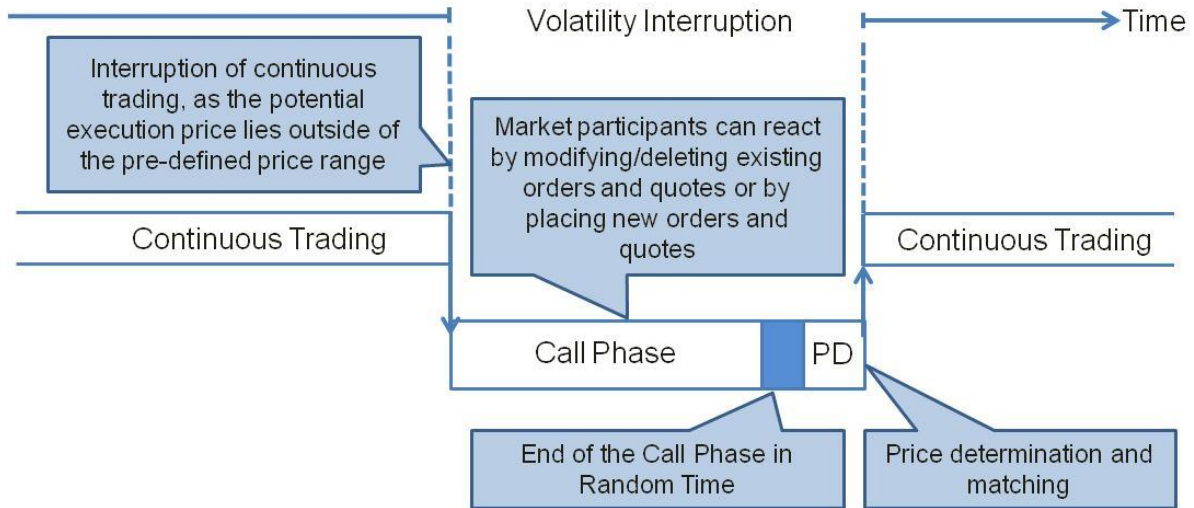 Volatility Interruption
Time
Interruption of continuous
trading, as the potential
execution price lies outside of
the pre-defined price range
Market participants can react
by modifying/deleting existing
orders and quotes or by
placing new orders and
quotes
Continuous Trading
Continuous Trading
Call Phase
PD
End of the Call Phase in
Random Time
Price determination and
matching